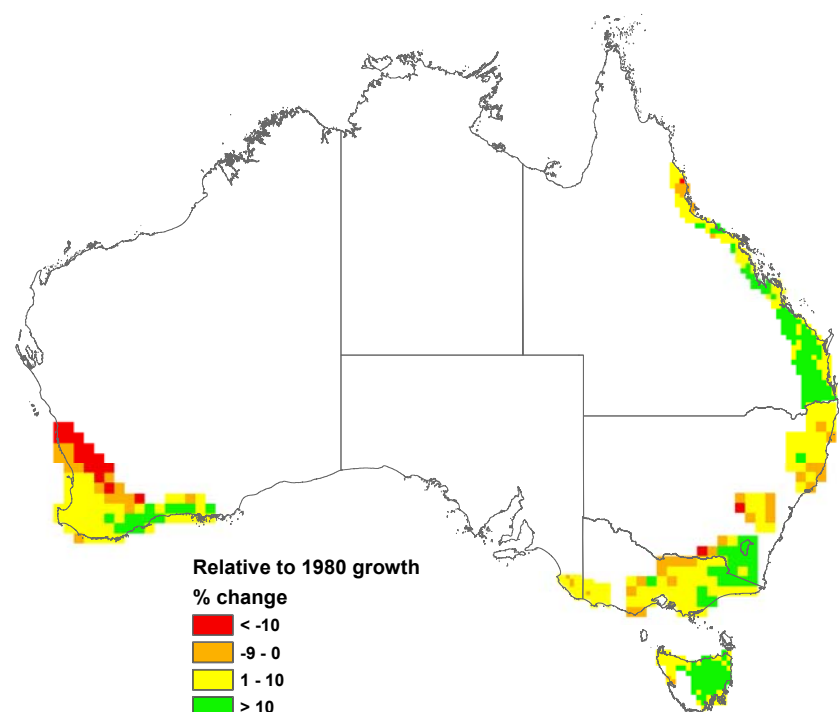 Relative to 1980 growth
% change
< -10
-9 - 0
1 - 10
> 10